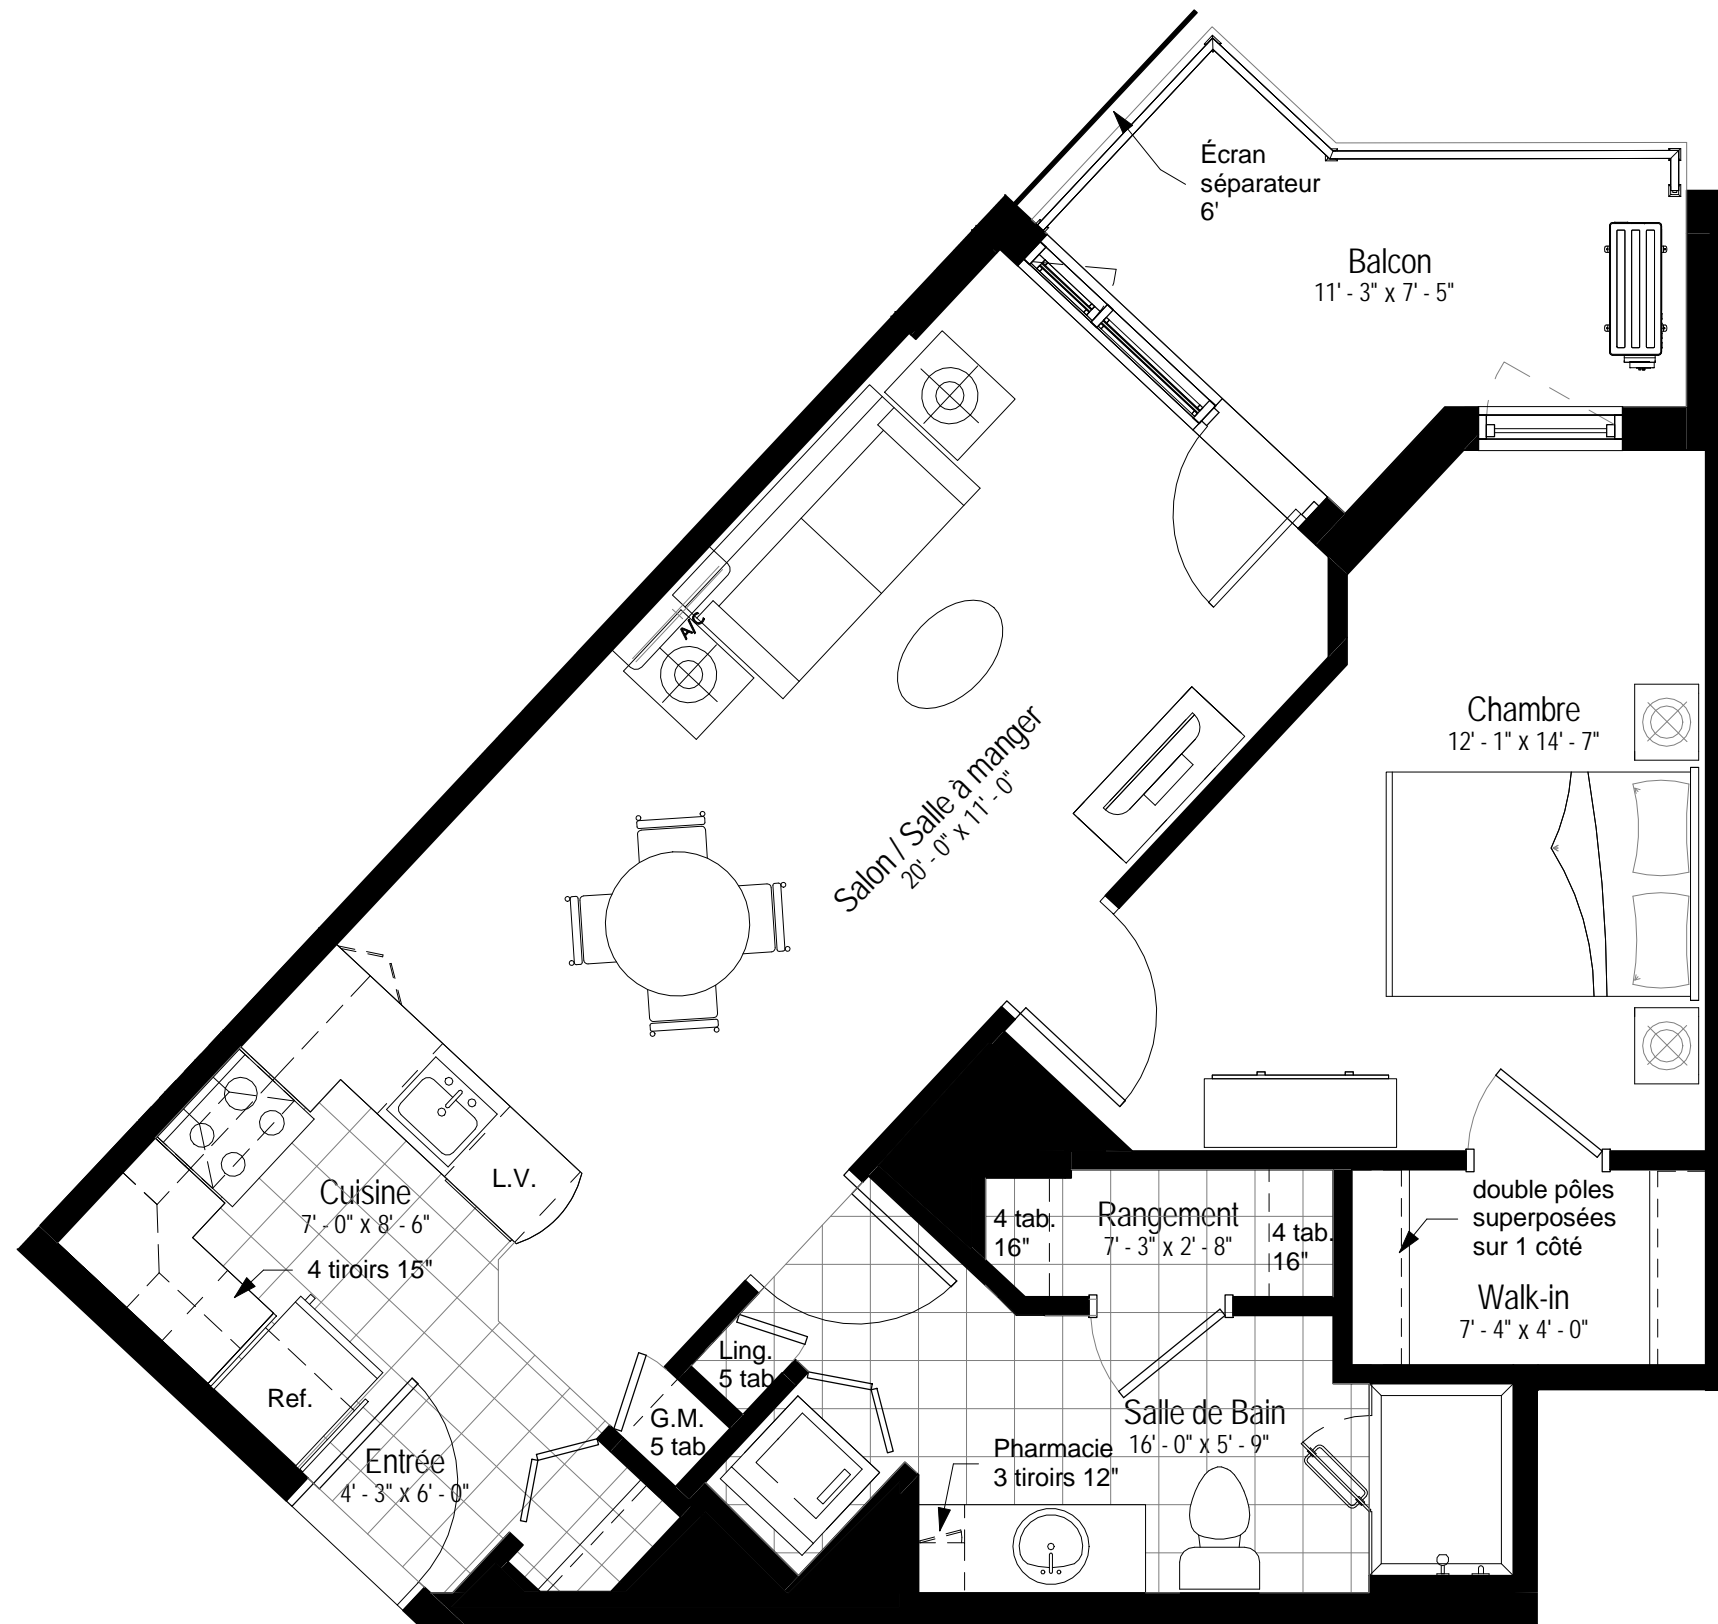 Écran
séparateur
6'
Balcon
11' - 3" x 7' - 5"
A/C
Salon / Salle à manger
20' - 0" x 11' - 0"
Chambre
12' - 1" x 14' - 7"
L.V.
Cuisine
7' - 0" x 8' - 6"
4 tiroirs 15"
Ref.
Entrée
4' - 3" x 6' - 0"
Ling.
5 tab.
G.M.
5 tab.
4 tab.
16"
Rangement
7' - 3" x 2' - 8"
4 tab.
16"
double pôles
superposées
sur 1 côté
Walk-in
7' - 4" x 4' - 0"
Salle de Bain
16' - 0" x 5' - 9"
Pharmacie
3 tiroirs 12"